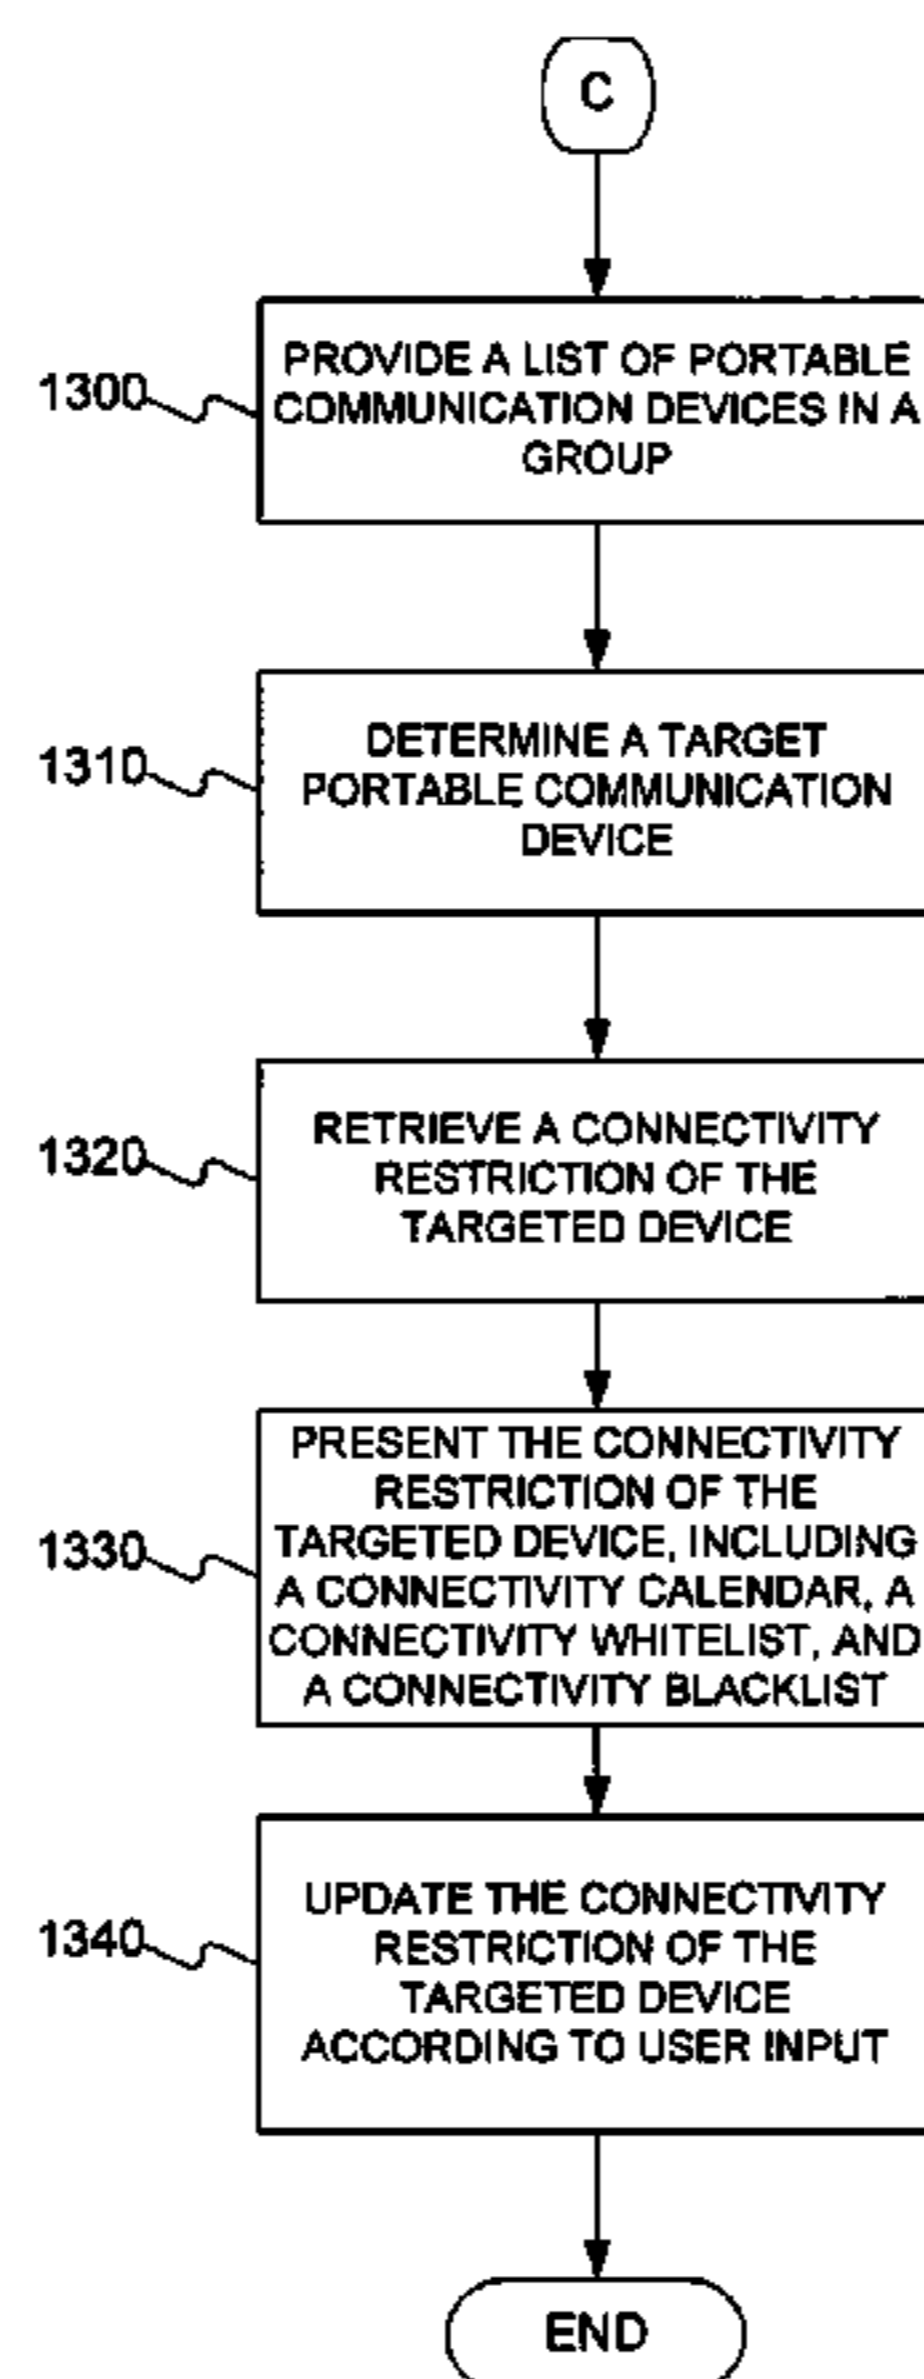 C
1300
PROVIDE A LIST OF PORTABLE
COMMUNICATION DEVICES IN A
GROUP
1310
DETERMINE A TARGET
PORTABLE COMMUNICATION
DEVICE
1320
RETRIEVE A CONNECTIVITY
RESTRICTION OF THE
TARGETED DEVICE
1330
PRESENT THE CONNECTIVITY
RESTRICTION OF THE
TARGETED DEVICE, INCLUDING
A CONNECTIVITY CALENDAR, A
CONNECTIVITY WHITELIST, AND
A CONNECTIVITY BLACKLIST
1340
UPDATE THE CONNECTIVITY
RESTRICTION OF THE
TARGETED DEVICE
ACCORDING TO USER INPUT
END